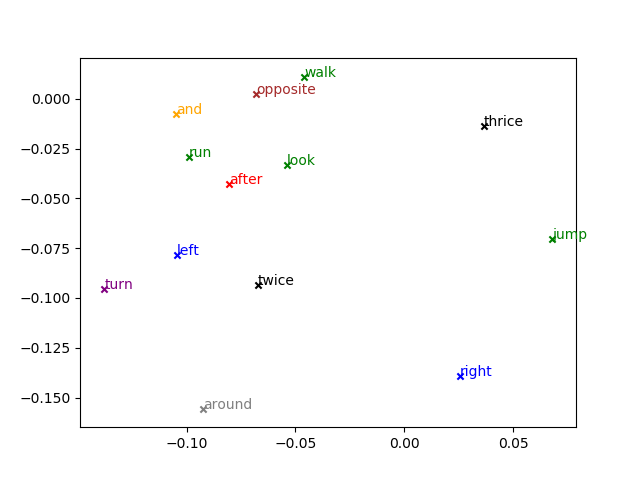 walk
opposite
0.000
and
thrice
−0.025
run
look
after
−0.050
jump
−0.075
left
turn
twice
−0.100
−0.125
right
−0.150
around
−0.10 −0.05 0.00 0.05